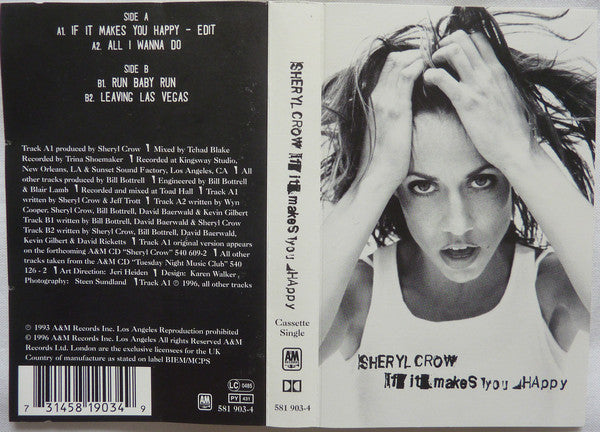 SIDE A
A1. IF IT MAKES YOU HAPPY - EDIT
A2. ALL I WANNA DO
SIDE B
B1. RUN BABY RUN
B2. LEAVING LAS VEGAS
Track A1 produced by Sheryl Crow ❙ Mixed by Tchad Blake
Recorded by Trina Shoemaker ❙ Recorded at Kingsway Studio,
New Orleans, LA & Sunset Sound Factory, Los Angeles, CA ❙ All
other tracks produced by Bill Bottrell ❙ Engineered by Bill Bottrell
& Blair Lamb ❙ Recorded and mixed at Toad Hall ❙ Track A1
written by Sheryl Crow & Jeff Trott ❙ Track A2 written by Wyn
Cooper, Sheryl Crow, Bill Bottrell, David Baerwald & Kevin Gilbert
Track B1 written by Bill Bottrell, David Baerwald & Sheryl Crow
Track B2 written by Sheryl Crow, Bill Bottrell, David Baerwald,
Kevin Gilbert & David Ricketts ❙ Track A1 original version appears
on the forthcoming A&M CD "Sheryl Crow" 540 609-2 ❙ All other
tracks taken from the A&M CD "Tuesday Night Music Club" 540
126 - 2 ❙ Art Direction: Jeri Heiden ❙ Design: Karen Walker
Photography: Steen Sundland ❙ Track A1 ℗ 1996, all other tracks
℗ 1993 A&M Records Inc. Los Angeles Reproduction prohibited
© 1996 A&M Records Inc. Los Angeles All rights reserved A&M
Records Ltd. London are the exclusive licensees for the UK
Country of manufacture as stated on label BIEM/MCPS
7 31458 19034 9
AM
RECORDS
LC 0485
PY 431
581 903-4
SHERYL CROW If it makes you HAppy
Cassette
Single
AM
RECORDS
581 903-4
SHERYL CROW
If it makes you HAppy